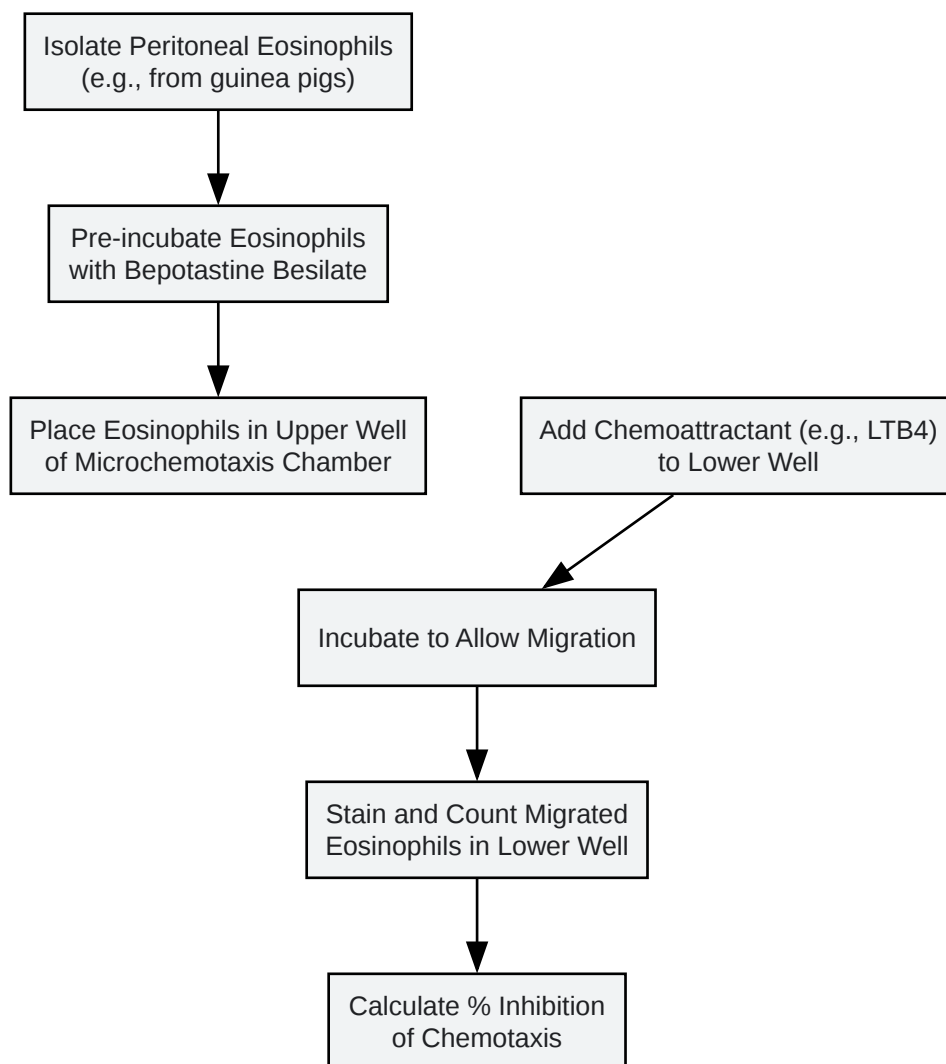 Isolate Peritoneal Eosinophils
(e.g., from guinea pigs)
Pre-incubate Eosinophils
with Bepotastine Besilate
Place Eosinophils in Upper Well
of Microchemotaxis Chamber
Add Chemoattractant (e.g., LTB4)
to Lower Well
Incubate to Allow Migration
Stain and Count Migrated
Eosinophils in Lower Well
Calculate % Inhibition
of Chemotaxis